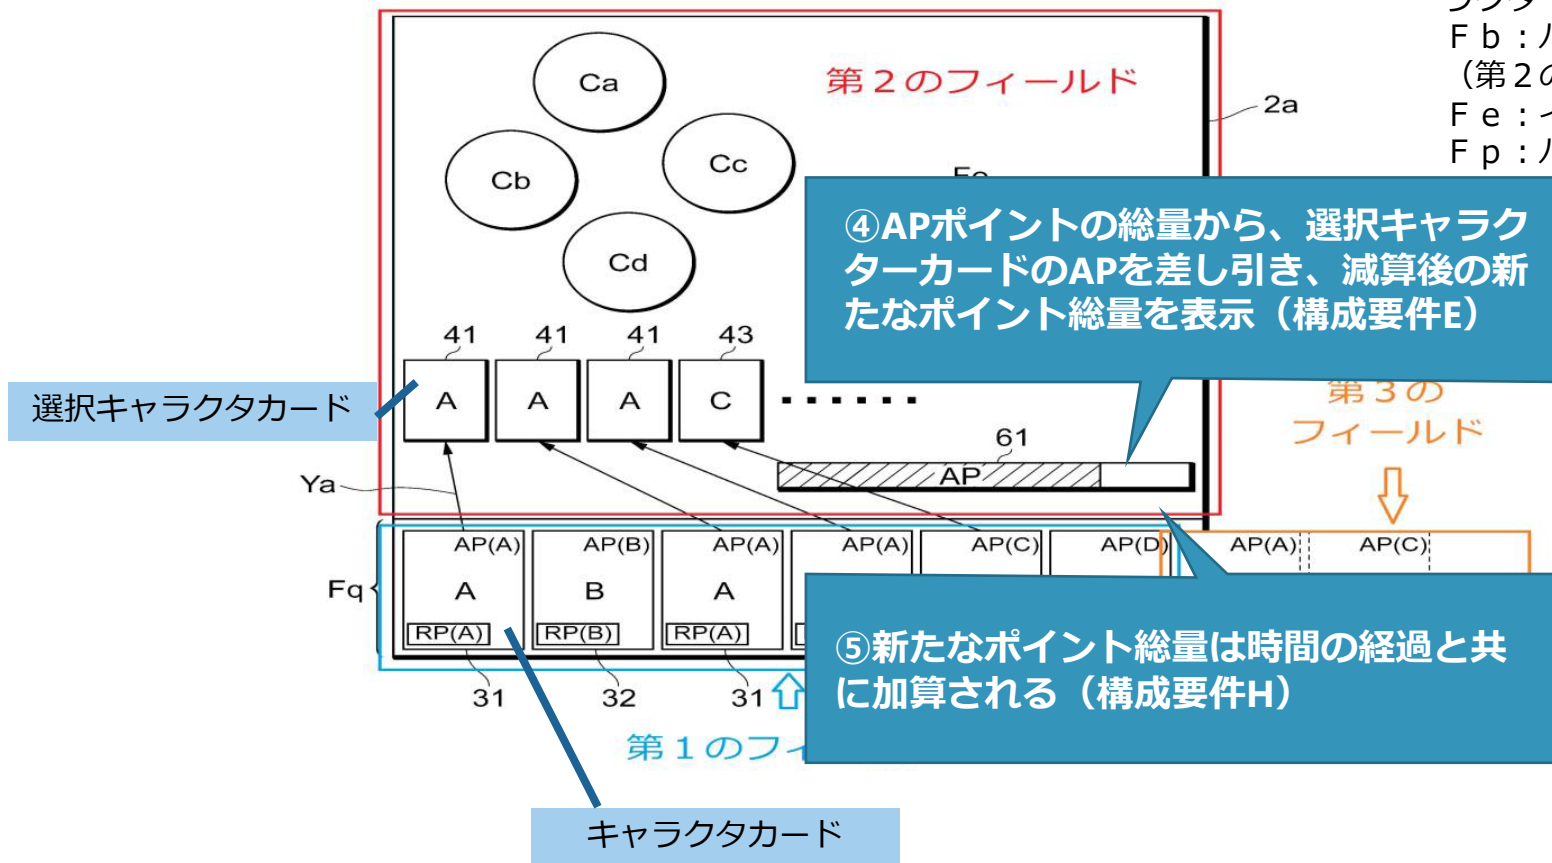 Ca
第２のフィールド
2a
Ｆｂ：
（第２の
Ｆｅ：
Ｆｐ：
Cb
Cc
Cd
④APポイントの総量から、選択キャラク
ターカードのAPを差し引き、減算後の新
たなポイント総量を表示（構成要件E）
41
41
41
43
選択キャラクタカード
A
A
A
C
第３の
フィールド
61
AP
Ya
Fq
AP(A)
AP(B)
AP(A)
AP(A)
AP(C)
AP(D)
AP(A)
AP(C)
A
B
A
RP(A)
RP(B)
RP(A)
⑤新たなポイント総量は時間の経過と共
に加算される（構成要件H）
31
32
31
第１のフィ
キャラクタカード